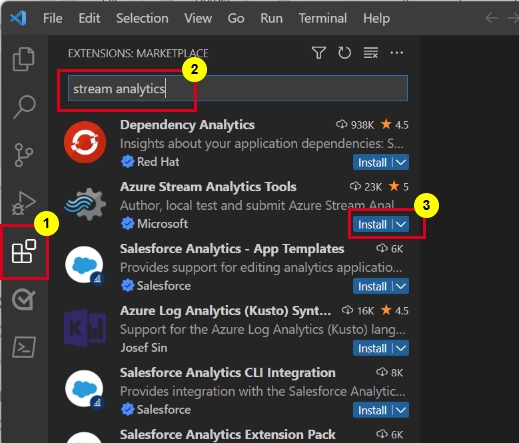 File Edit Selection View Go Run Terminal Help
EXTENSIONS: MARKETPLACE
2
stream analytics
Dependency Analytics 938K 4.5
Insights about your application dependencies: S...
Red Hat Install
Azure Stream Analytics Tools 23K 5
Author, local test and submit Azure Stream Anal...
3
Microsoft Install
1
Salesforce Analytics - App Templates 6K
Provides support for editing analytics applicatio...
Salesforce Install
Azure Log Analytics (Kusto) Synt... 16K 4.5
Support for the Azure Log Analytics (Kusto) lang...
Josef Sin Install
Salesforce Analytics CLI Integration 8K
Provides integration with the Salesforce Analytic...
Salesforce Install
Salesforce Analytics Extension Pack 6K